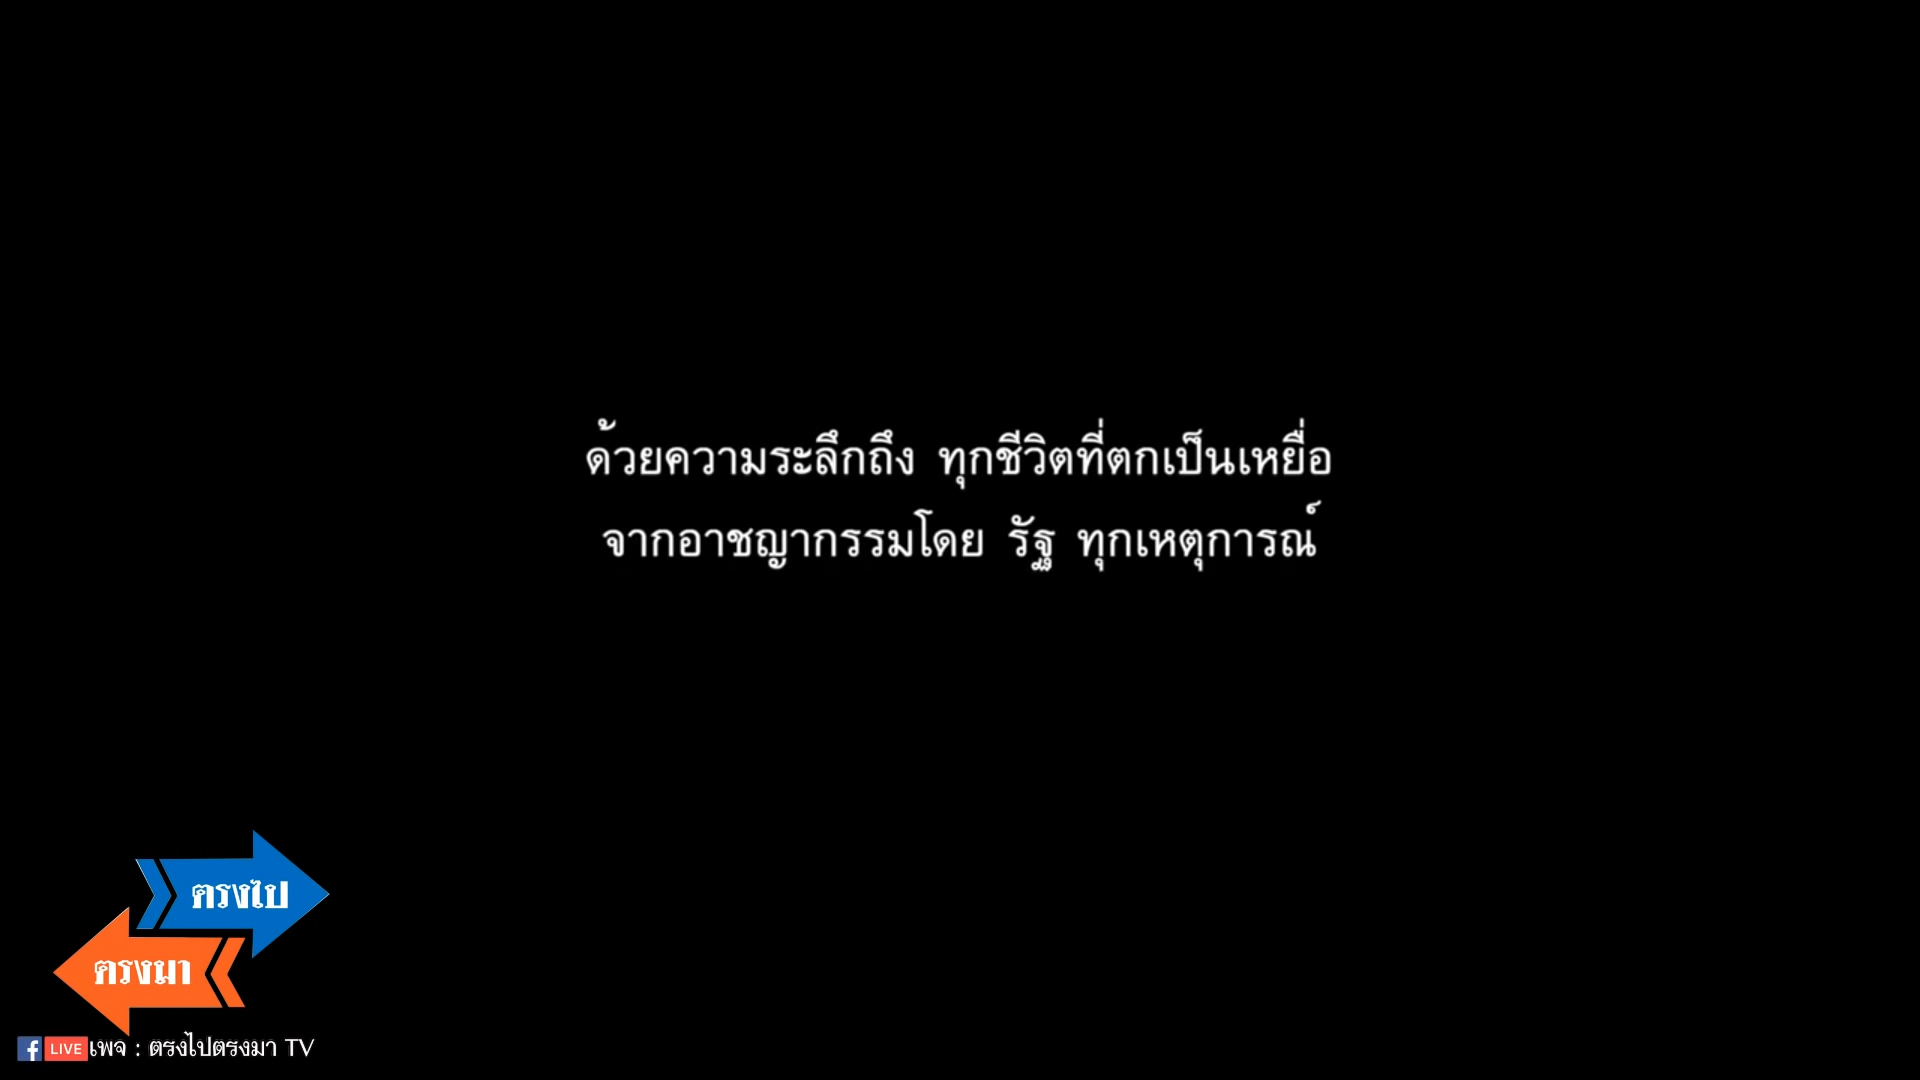 ด้วยความระลึกถึง ทุกชีวิตที่ตกเป็นเหยื่อ
จากอาชญากรรมโดย รัฐ ทุกเหตุการณ์
ตรงไป
ตรงมา
f LIVE เพจ : ตรงไปตรงมา TV